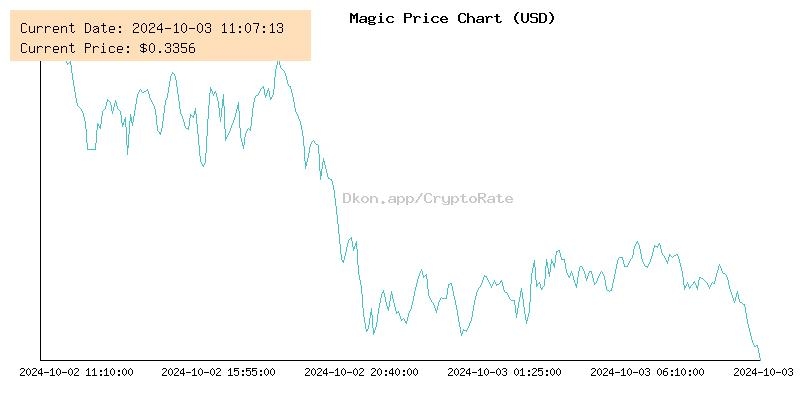 Magic Price Chart (USD)
Current Date: 2024-10-03 11:07:13
Current Price: $0.3356
Dkon.app/CryptoRate
2024-10-02 11:10:00 2024-10-02 15:55:00 2024-10-02 20:40:00 2024-10-03 01:25:00 2024-10-03 06:10:00 2024-10-03